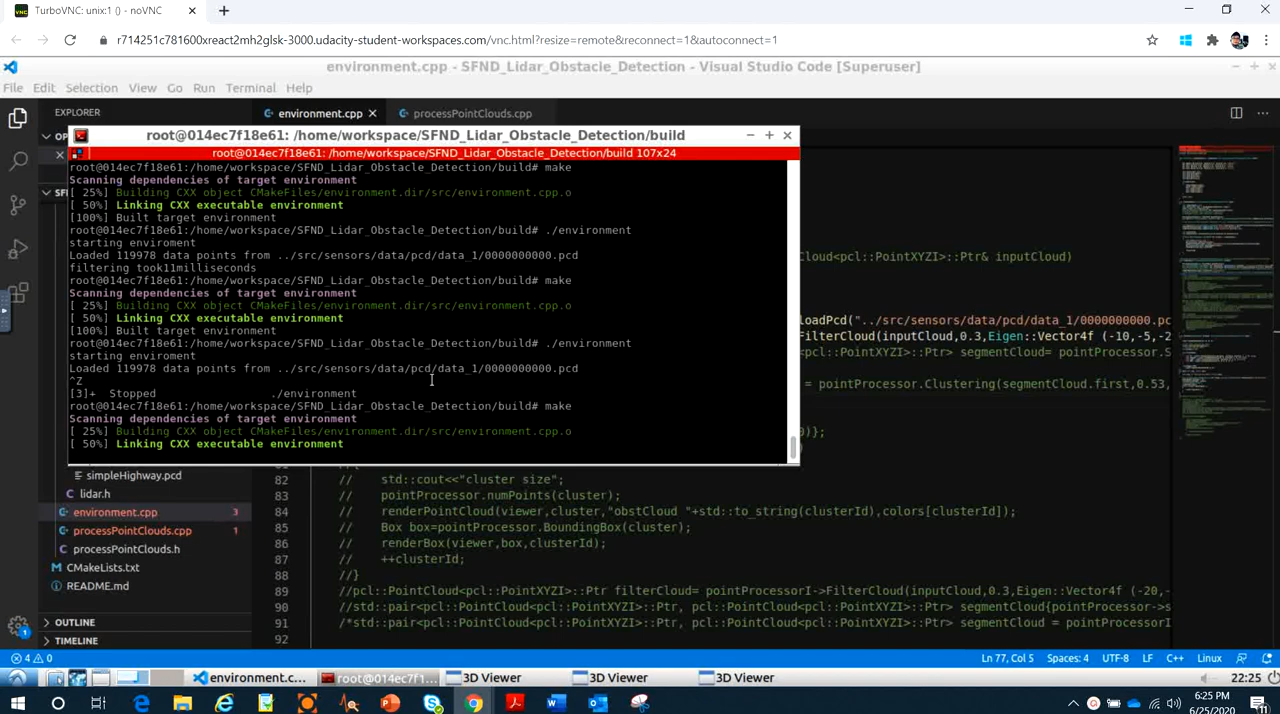 TurboVNC: unix:1 () - noVNC
r714251c781600xreact2mh2glsk-3000.udacity-student-workspaces.com/vnc.html?resize=remote&reconnect=1&autoconnect=1
environment.cpp - SFND_Lidar_Obstacle_Detection - Visual Studio Code [Superuser]
File Edit Selection View Go Run Terminal Help
EXPLORER
environment.cpp
processPointClouds.cpp
root@014ec7f18e61: /home/workspace/SFND_Lidar_Obstacle_Detection/build
root@014ec7f18e61: /home/workspace/SFND_Lidar_Obstacle_Detection/build 107x24
root@014ec7f18e61:/home/workspace/SFND_Lidar_Obstacle_Detection/build# make
Scanning dependencies of target environment
[ 25%] Building CXX object CMakeFiles/environment.dir/src/environment.cpp.o
[ 50%] Linking CXX executable environment
[100%] Built target environment
root@014ec7f18e61:/home/workspace/SFND_Lidar_Obstacle_Detection/build# ./environment
starting enviroment
Loaded 119978 data points from ../src/sensors/data/pcd/data_1/0000000000.pcd
filtering took11milliseconds
root@014ec7f18e61:/home/workspace/SFND_Lidar_Obstacle_Detection/build# make
Scanning dependencies of target environment
[ 25%] Building CXX object CMakeFiles/environment.dir/src/environment.cpp.o
[ 50%] Linking CXX executable environment
[100%] Built target environment
root@014ec7f18e61:/home/workspace/SFND_Lidar_Obstacle_Detection/build# ./environment
starting enviroment
Loaded 119978 data points from ../src/sensors/data/pcd/data_1/0000000000.pcd
^Z
[3]+ Stopped ./environment
root@014ec7f18e61:/home/workspace/SFND_Lidar_Obstacle_Detection/build# make
Scanning dependencies of target environment
[ 25%] Building CXX object CMakeFiles/environment.dir/src/environment.cpp.o
[ 50%] Linking CXX executable environment
loud<pcl::PointXYZI>::Ptr& inputCloud)
loadPcd("../src/sensors/data/pcd/data_1/0000000000.pc
FilterCloud(inputCloud,0.3,Eigen::Vector4f (-10,-5,-2
<pcl::PointXYZI>::Ptr> segmentCloud= pointProcessor.S
= pointProcessor.Clustering(segmentCloud.first,0.53,
0)};
simpleHighway.pcd
lidar.h
environment.cpp 3
processPointClouds.cpp 1
processPointClouds.h
CMakeLists.txt
README.md
OUTLINE
TIMELINE
82 // std::cout<<"cluster size";
83 // pointProcessor.numPoints(cluster);
84 // renderPointCloud(viewer,cluster,"obstCloud "+std::to_string(clusterId),colors[clusterId]);
85 // Box box=pointProcessor.BoundingBox(cluster);
86 // renderBox(viewer,box,clusterId);
87 // ++clusterId;
88 //}
89 //pcl::PointCloud<pcl::PointXYZI>::Ptr filterCloud= pointProcessorI->FilterCloud(inputCloud,0.3,Eigen::Vector4f (-20,-
90 //std::pair<pcl::PointCloud<pcl::PointXYZI>::Ptr, pcl::PointCloud<pcl::PointXYZI>::Ptr> segmentCloud{pointProcessor->s
91 /*std::pair<pcl::PointCloud<pcl::PointXYZI>::Ptr, pcl::PointCloud<pcl::PointXYZI>::Ptr> segmentCloud = pointProcessorI
92
4 0 Ln 77, Col 5 Spaces: 4 UTF-8 LF C++ Linux
environment.cpp - S... root@014ec7f1... 3D Viewer 3D Viewer 3D Viewer 22:25
6:25 PM
6/25/2020